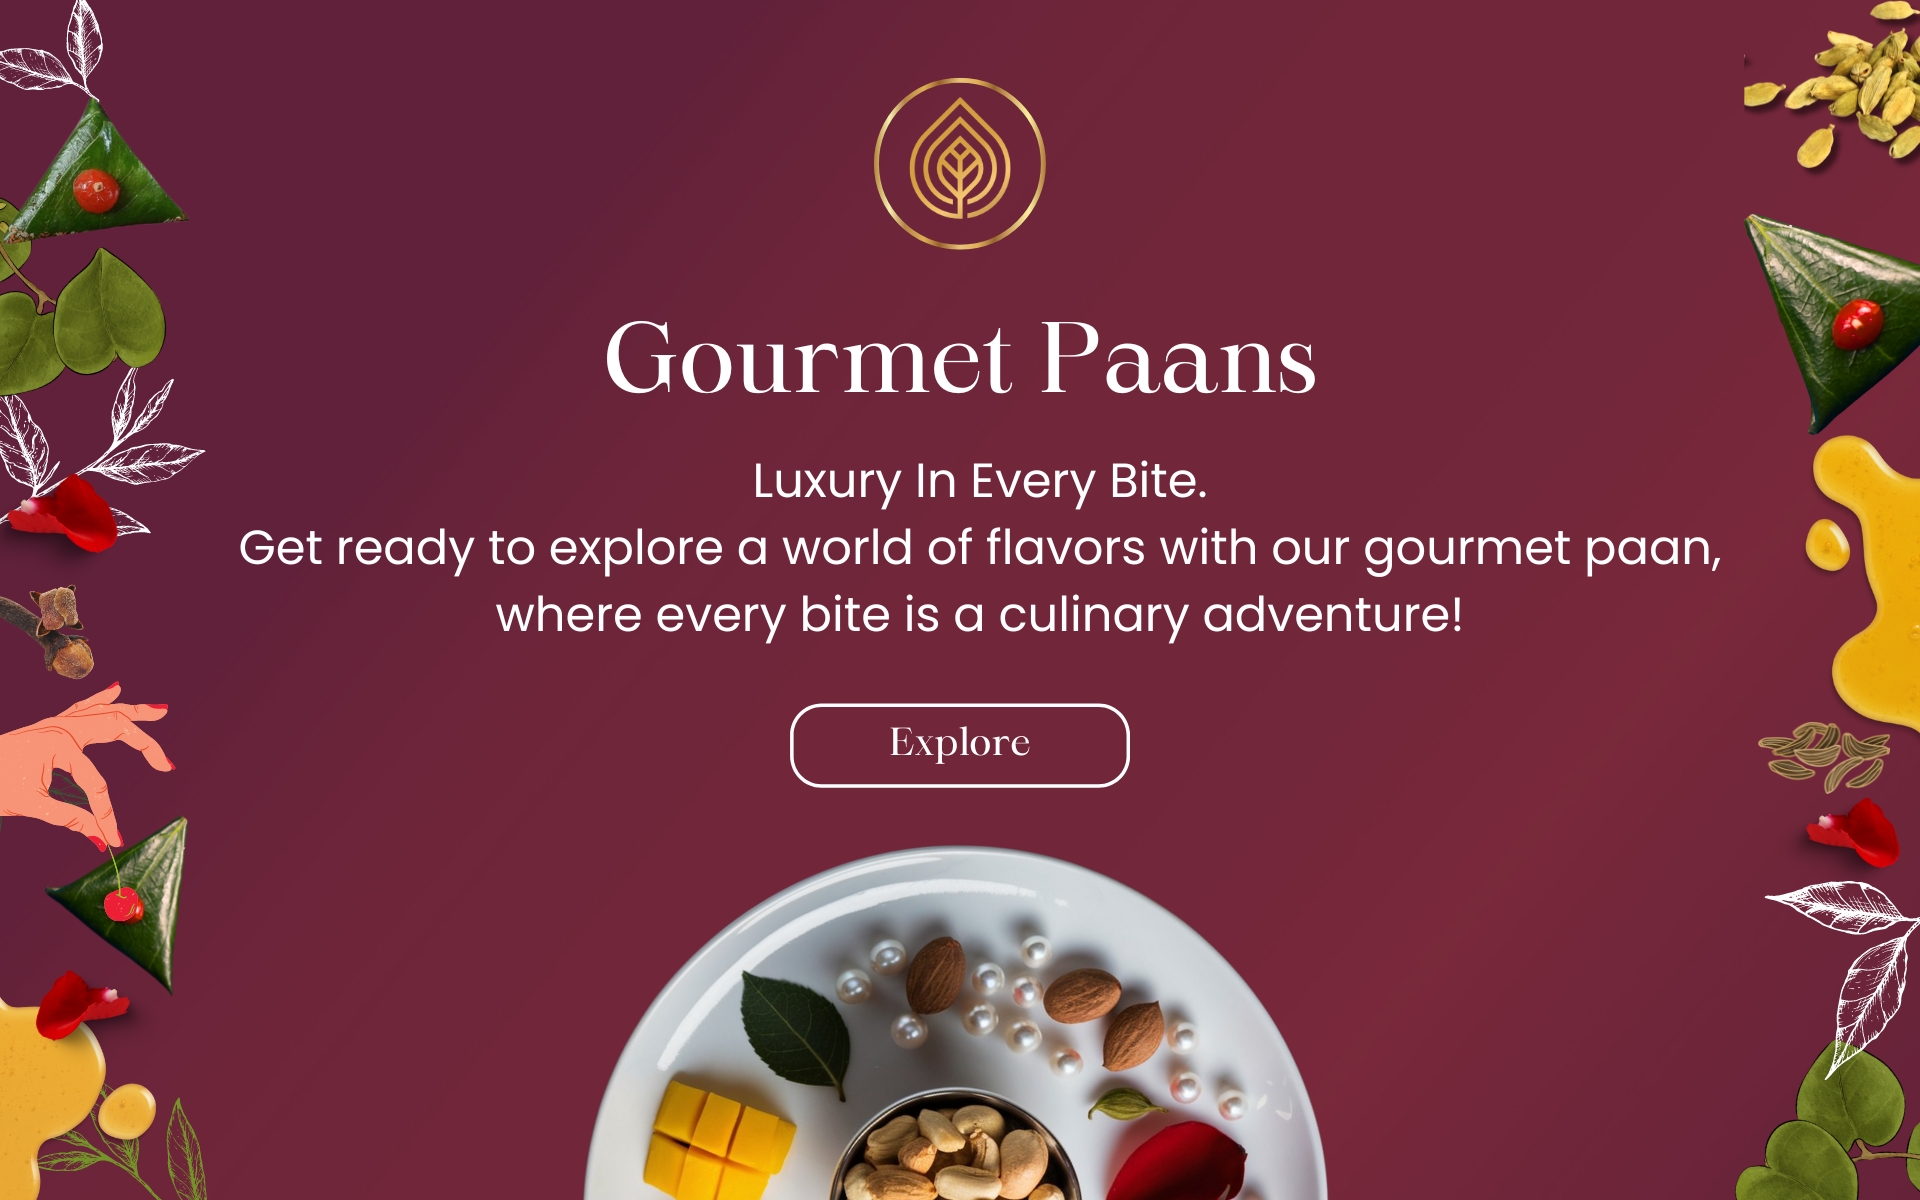 Gourmet Paans
Luxury In Every Bite.
Get ready to explore a world of flavors with our gourmet paan,
where every bite is a culinary adventure!
Explore